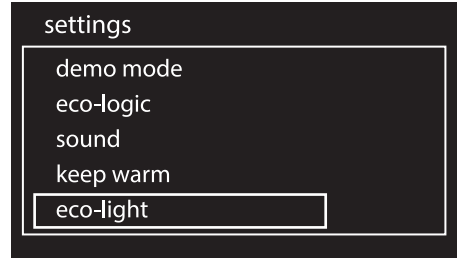 settings
demo mode
eco-logic
sound
keep warm
eco-light